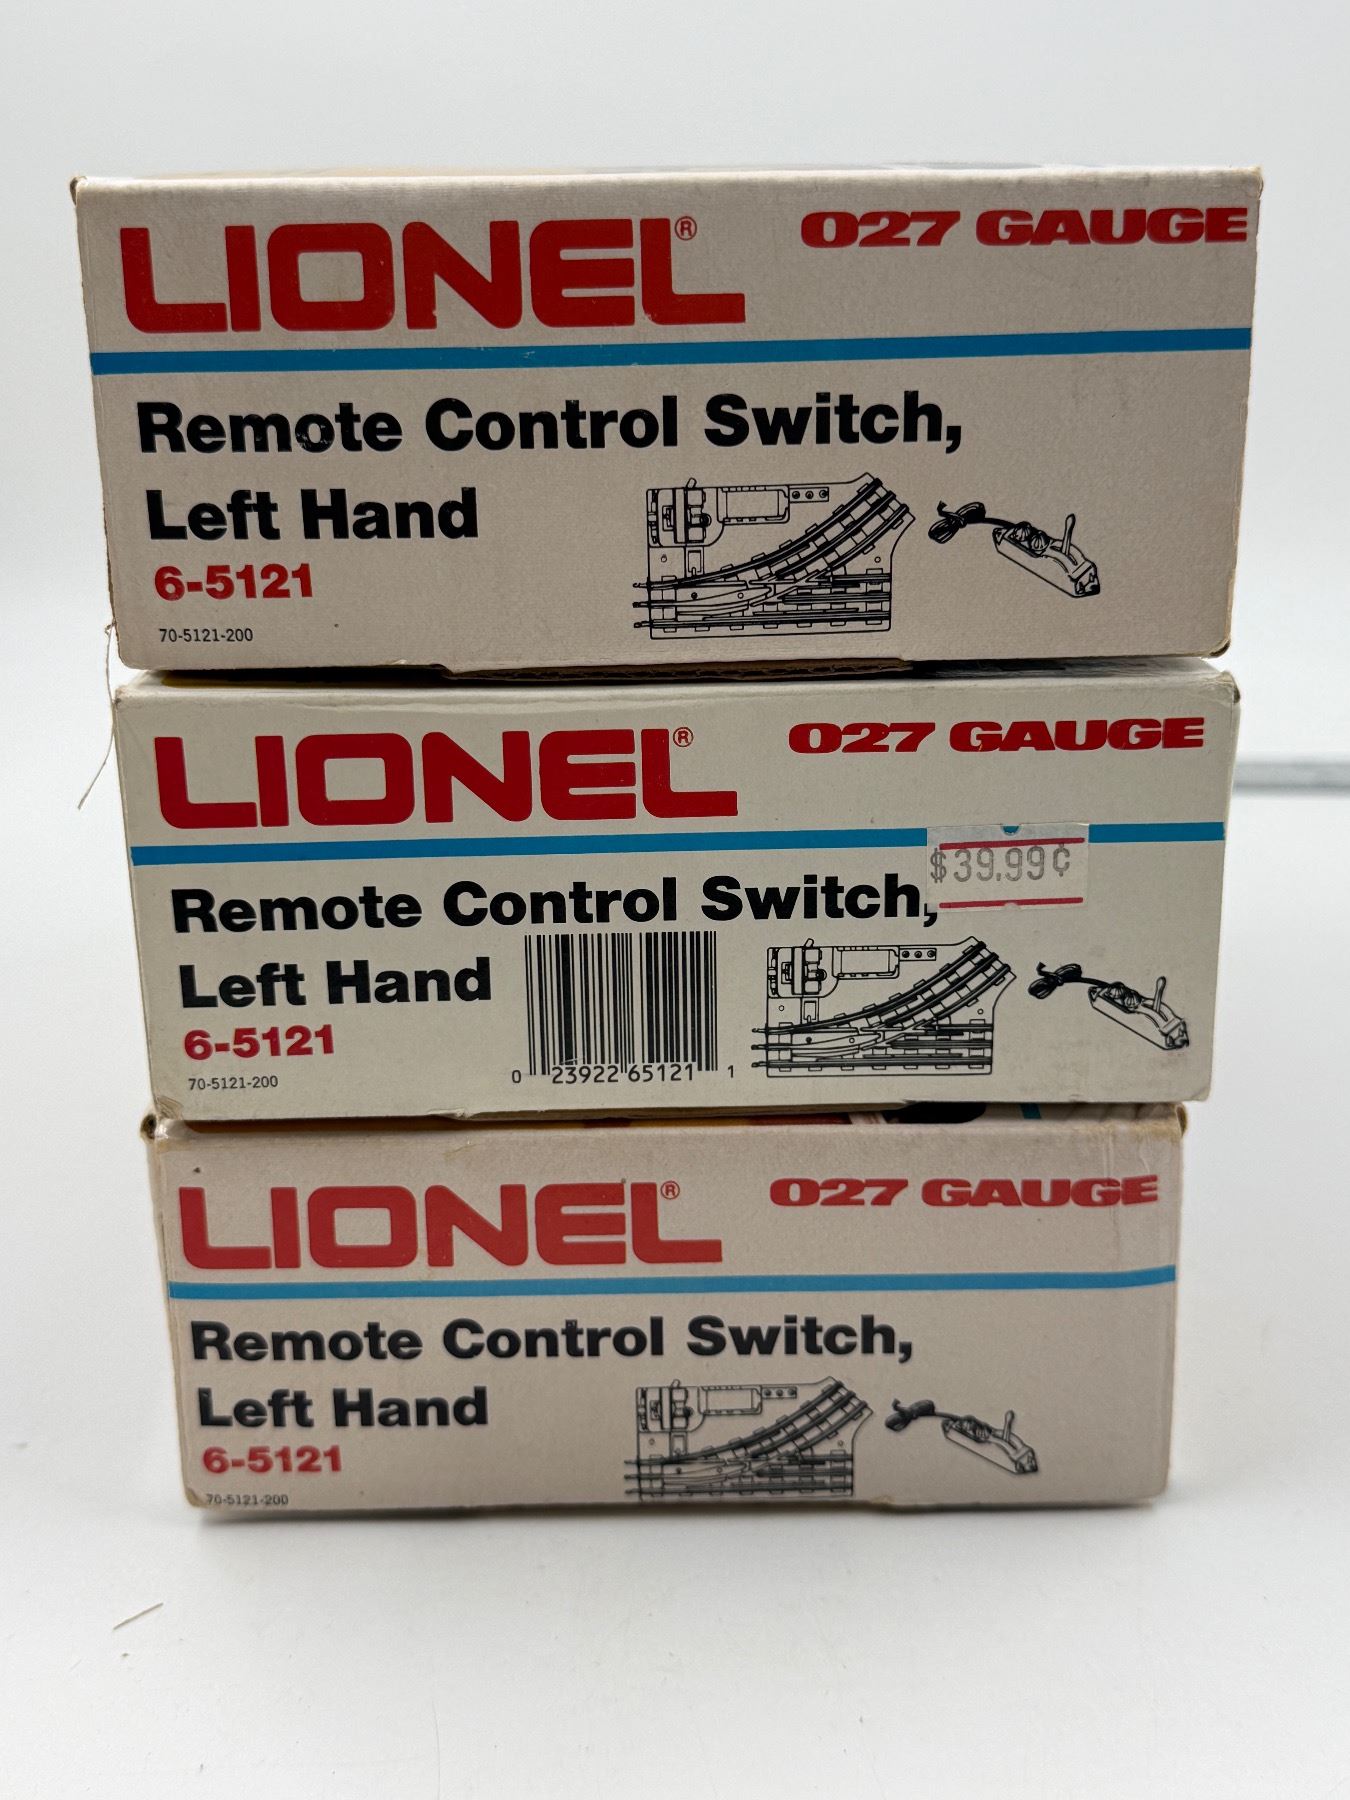 LIONEL® 027 GAUGE
Remote Control Switch,
Left Hand
6-5121
70-5121-200
LIONEL® 027 GAUGE
$39.99¢
Remote Control Switch,
Left Hand
6-5121
70-5121-200
0 23922 65121 1
LIONEL® 027 GAUGE
Remote Control Switch,
Left Hand
6-5121
70-5121-200